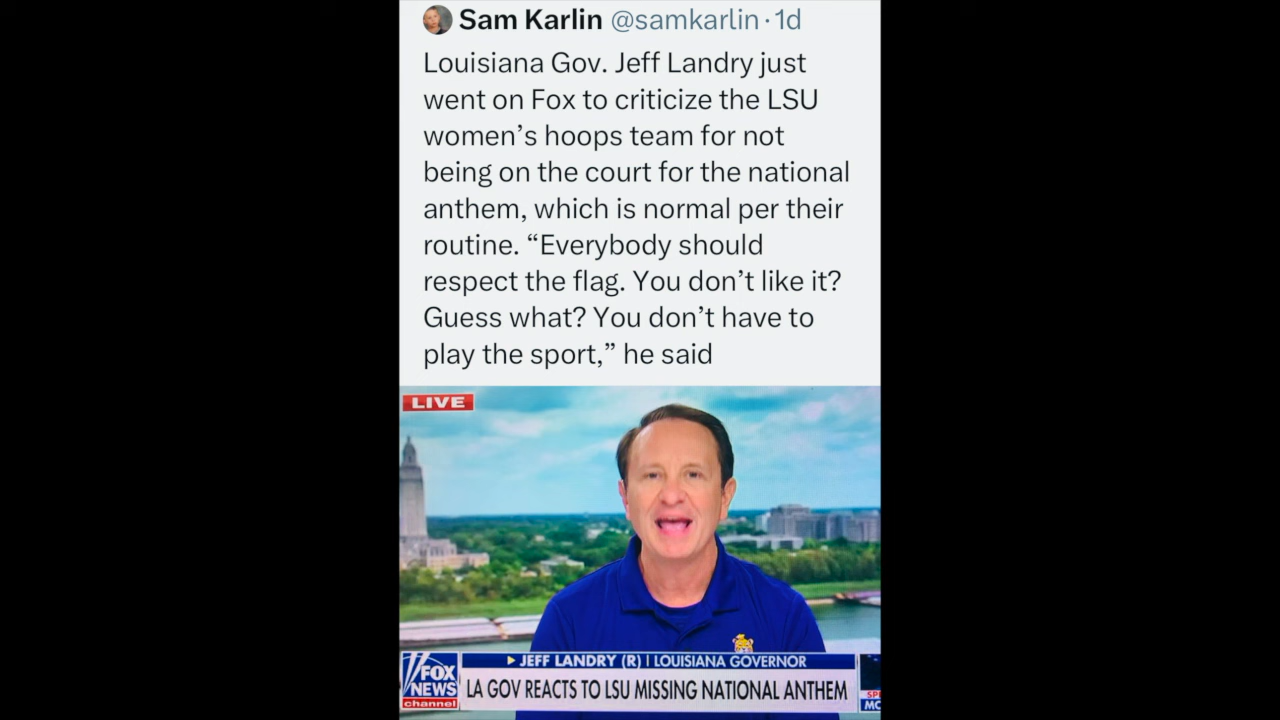 Sam Karlin @samkarlin · 1d
Louisiana Gov. Jeff Landry just
went on Fox to criticize the LSU
women’s hoops team for not
being on the court for the national
anthem, which is normal per their
routine. “Everybody should
respect the flag. You don’t like it?
Guess what? You don’t have to
play the sport,” he said
LIVE
JEFF LANDRY (R) | LOUISIANA GOVERNOR
LA GOV REACTS TO LSU MISSING NATIONAL ANTHEM
FOX
NEWS
channel